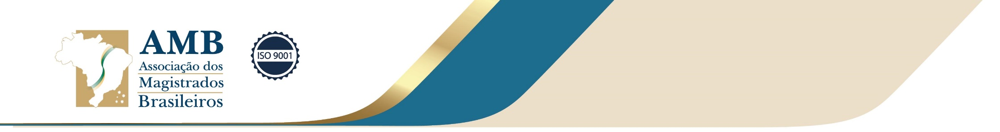 AMB
Associação dos
Magistrados
Brasileiros
ISO 9001